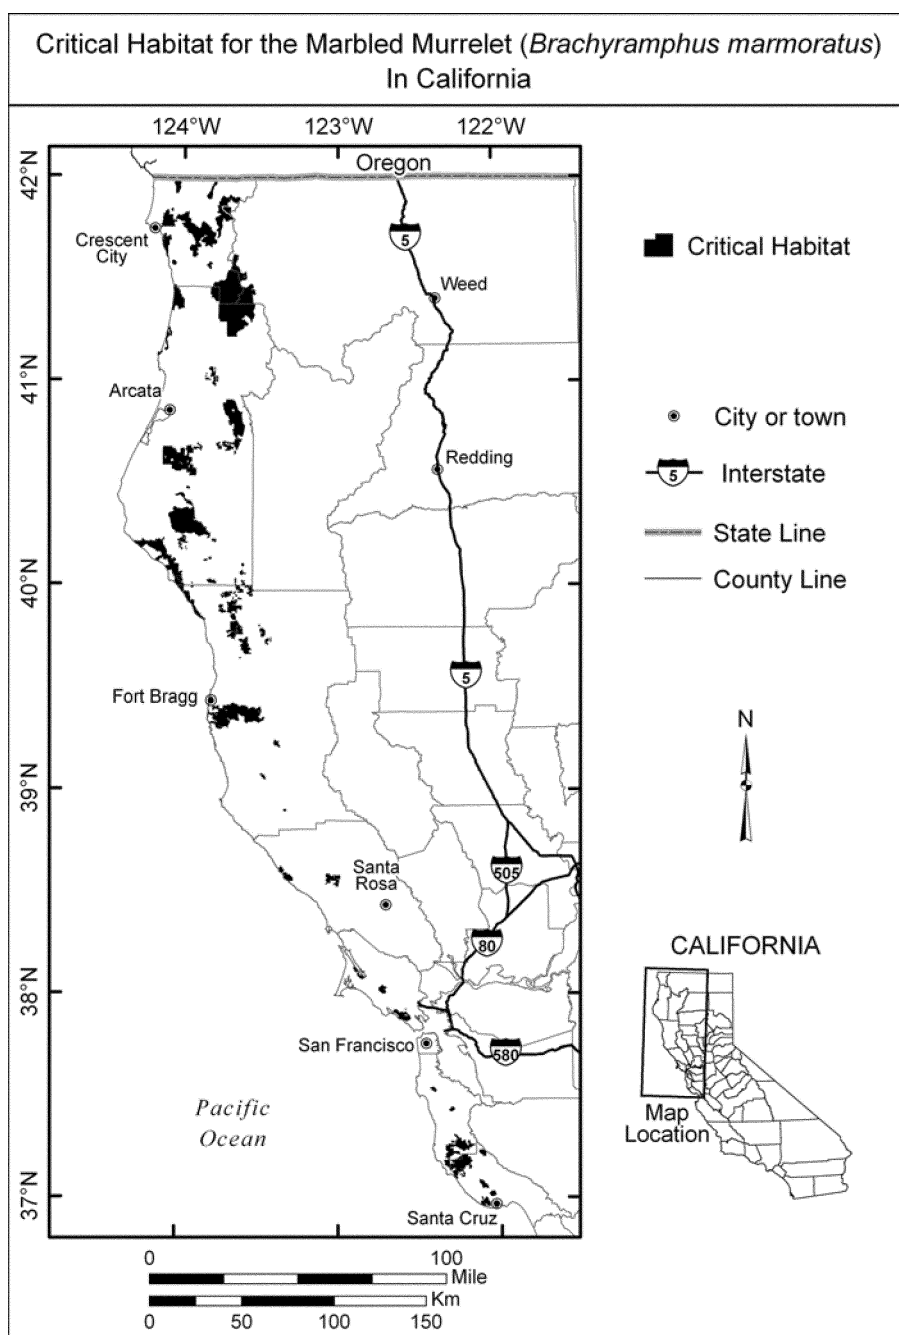 Critical Habitat for the Marbled Murrelet (Brachyramphus marmoratus)
In California
124°W 123°W 122°W
42°N
Oregon
Crescent
City
5
Weed
41°N
Arcata
Redding
40°N
5
Fort Bragg
39°N
505
Santa
Rosa
80
38°N
San Francisco
580
Pacific
Ocean
37°N
Santa Cruz
0 100
Mile
Km
0 50 100 150
Critical Habitat
City or town
5
Interstate
State Line
County Line
N
CALIFORNIA
Map
Location